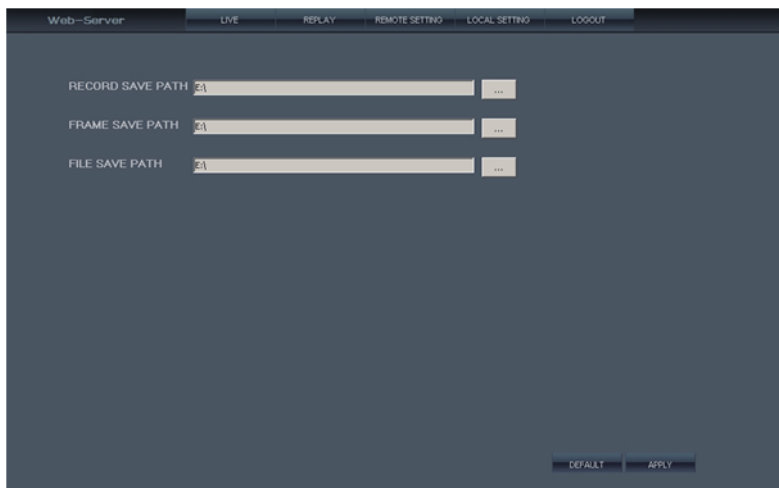 Web-Server LIVE REPLAY REMOTE SETTING LOCAL SETTING LOGOUT
RECORD SAVE PATH E:\ ...
FRAME SAVE PATH E:\ ...
FILE SAVE PATH E:\ ...
DEFAULT APPLY